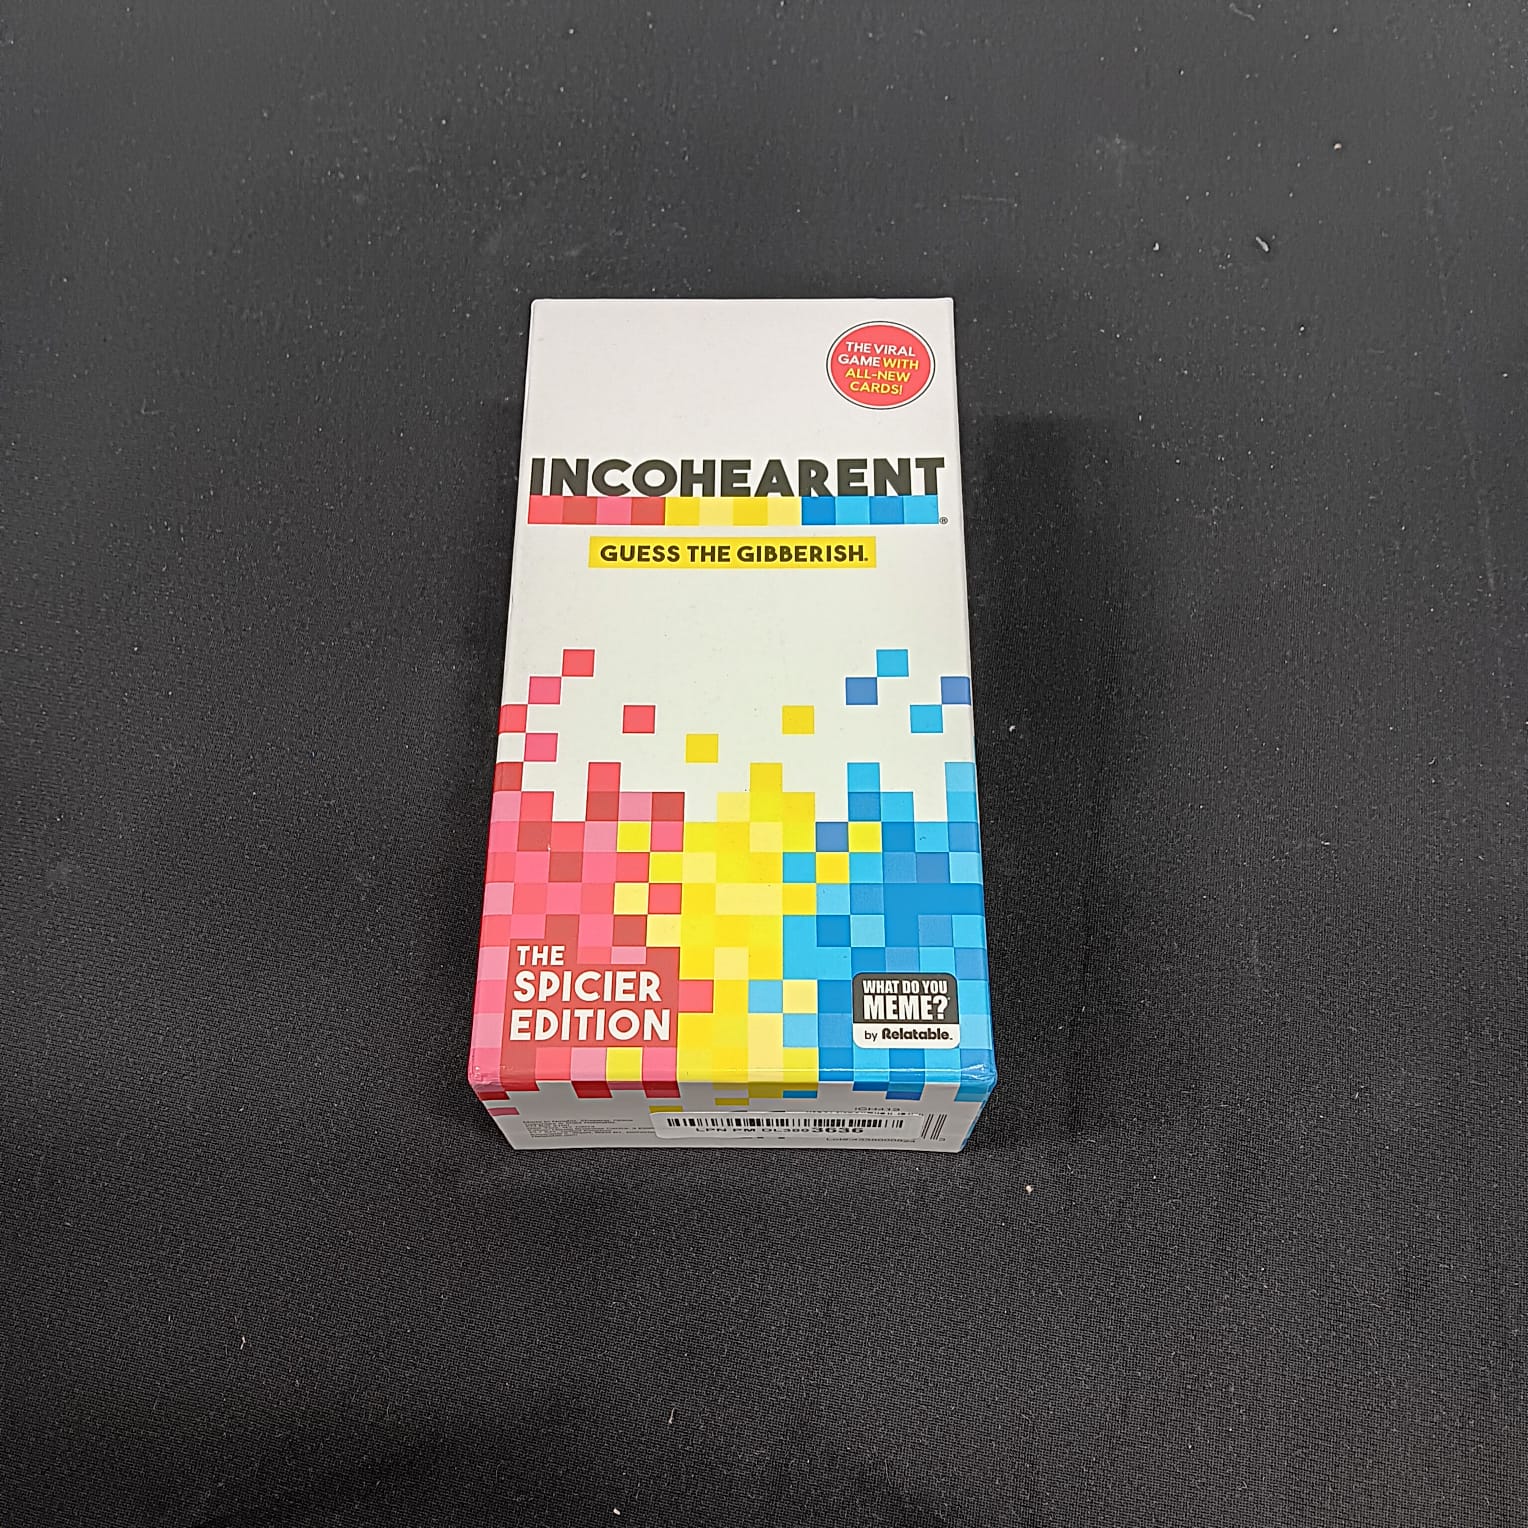 THE VIRAL
GAME WITH
ALL-NEW
CARDS!
INCOHEARENT
®
GUESS THE GIBBERISH.
THE
SPICIER
EDITION
WHAT DO YOU
MEME?
by Relatable.